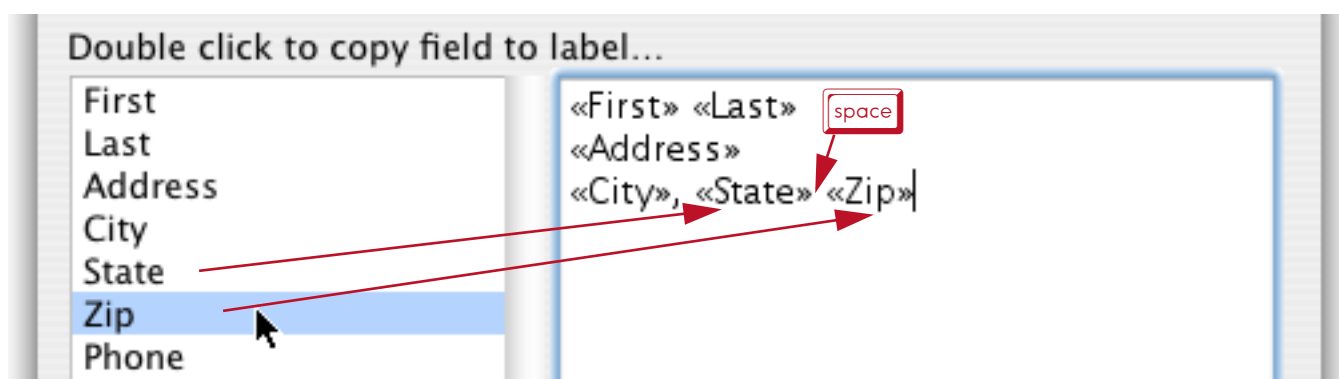 Double click to copy field to label...
First
Last
Address
City
State
Zip
Phone
«First» «Last»
space
«Address»
«City», «State» «Zip»